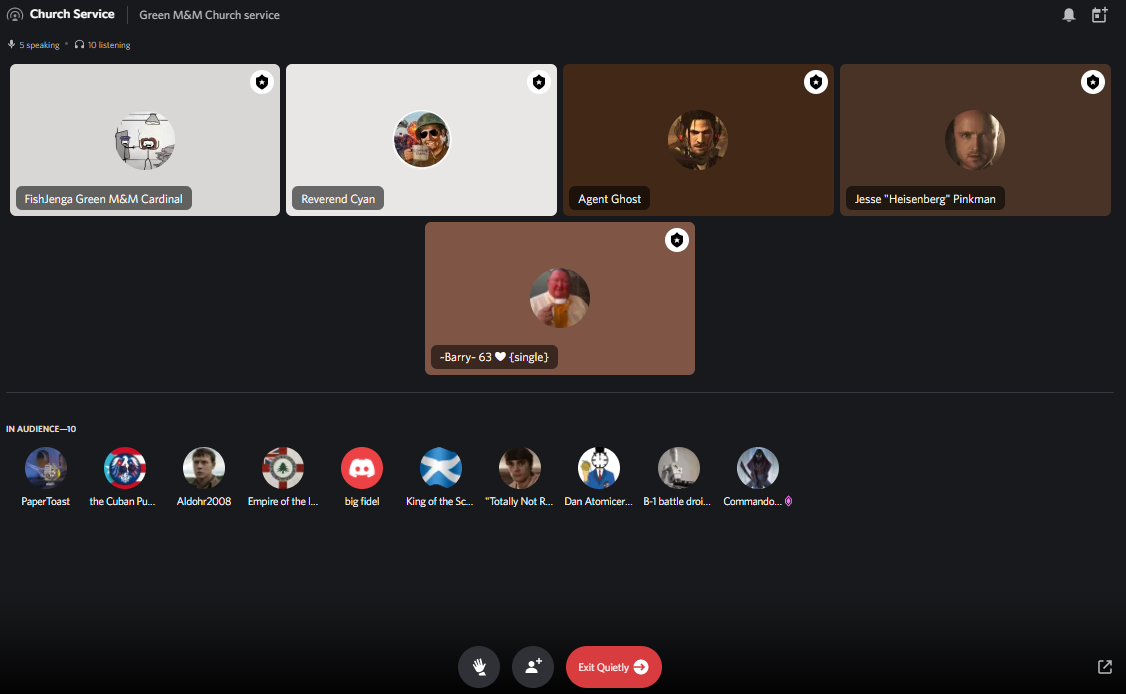 Church Service Green M&M Church service
5 speaking • 10 listening
FishJenga Green M&M Cardinal
Reverend Cyan
Agent Ghost
Jesse "Heisenberg" Pinkman
~Barry~ 63 🤍 {single}
IN AUDIENCE—10
PaperToast
the Cuban Pu...
Aldohr2008
Empire of the I...
big fidel
King of the Sc...
"Totally Not R...
Dan Atomicer...
B-1 battle droi...
Commando...
Exit Quietly